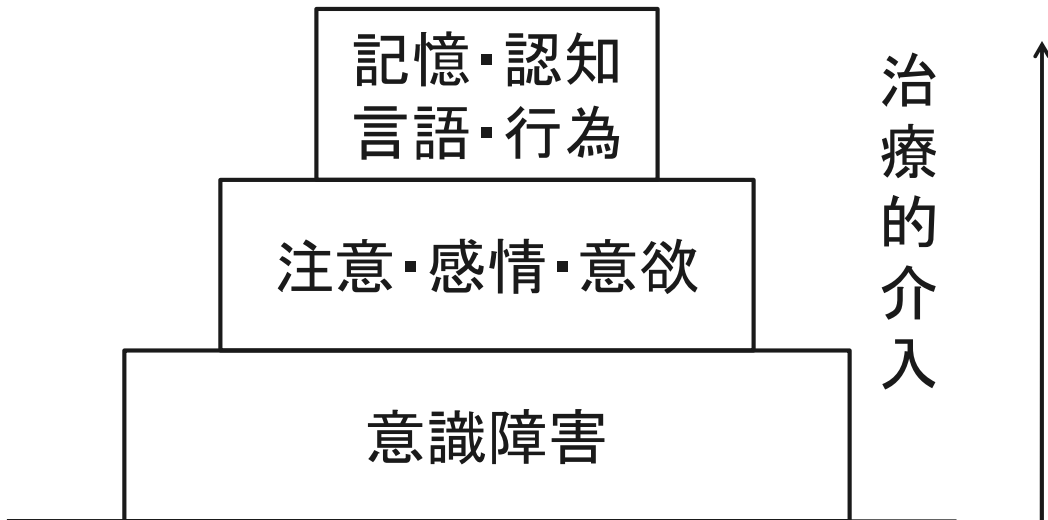 記憶・認知
言語・行為
注意・感情・意欲
意識障害
治療的介入